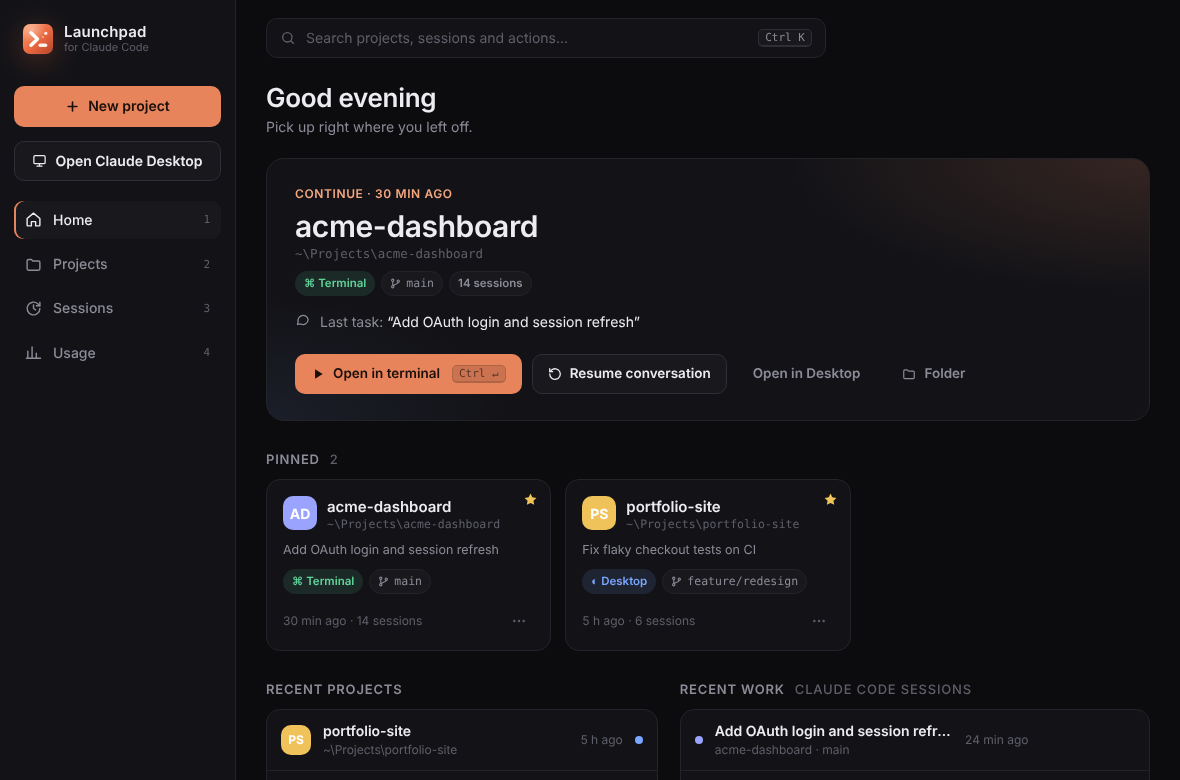 Launchpad
for Claude Code
New project
Open Claude Desktop
Home 1
Projects 2
Sessions 3
Usage 4
Search projects, sessions and actions... Ctrl K
Good evening
Pick up right where you left off.
CONTINUE · 30 MIN AGO
acme-dashboard
~\Projects\acme-dashboard
⌘ Terminal main 14 sessions
Last task: “Add OAuth login and session refresh”
Open in terminal Ctrl ↵ Resume conversation Open in Desktop Folder
PINNED 2
AD acme-dashboard
~\Projects\acme-dashboard
Add OAuth login and session refresh
⌘ Terminal main
30 min ago · 14 sessions
PS portfolio-site
~\Projects\portfolio-site
Fix flaky checkout tests on CI
Desktop feature/redesign
5 h ago · 6 sessions
RECENT PROJECTS
PS portfolio-site 5 h ago
~\Projects\portfolio-site
RECENT WORK CLAUDE CODE SESSIONS
Add OAuth login and session refr... 24 min ago
acme-dashboard · main